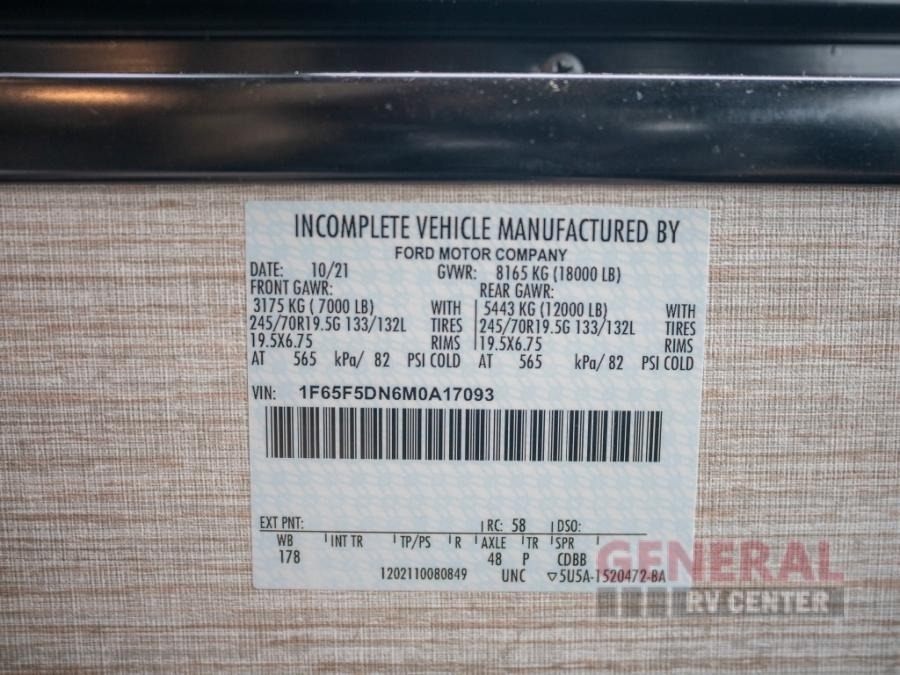 INCOMPLETE VEHICLE MANUFACTURED BY
FORD MOTOR COMPANY
DATE: 10/21 GVWR: 8165 KG (18000 LB)
FRONT GAWR: REAR GAWR:
3175 KG ( 7000 LB) WITH 5443 KG (12000 LB) WITH
245/70R19.5G 133/132L TIRES 245/70R19.5G 133/132L TIRES
19.5X6.75 RIMS 19.5X6.75 RIMS
AT 565 kPa/ 82 PSI COLD AT 565 kPa/ 82 PSI COLD
VIN: 1F65F5DN6M0A17093
EXT PNT: RC: 58 DSO:
WB INT TR TP/PS R AXLE TR SPR
178 48 P CDBB
1202110080849 UNC ▽5U5A-1520472-BA
GENERAL
RV CENTER